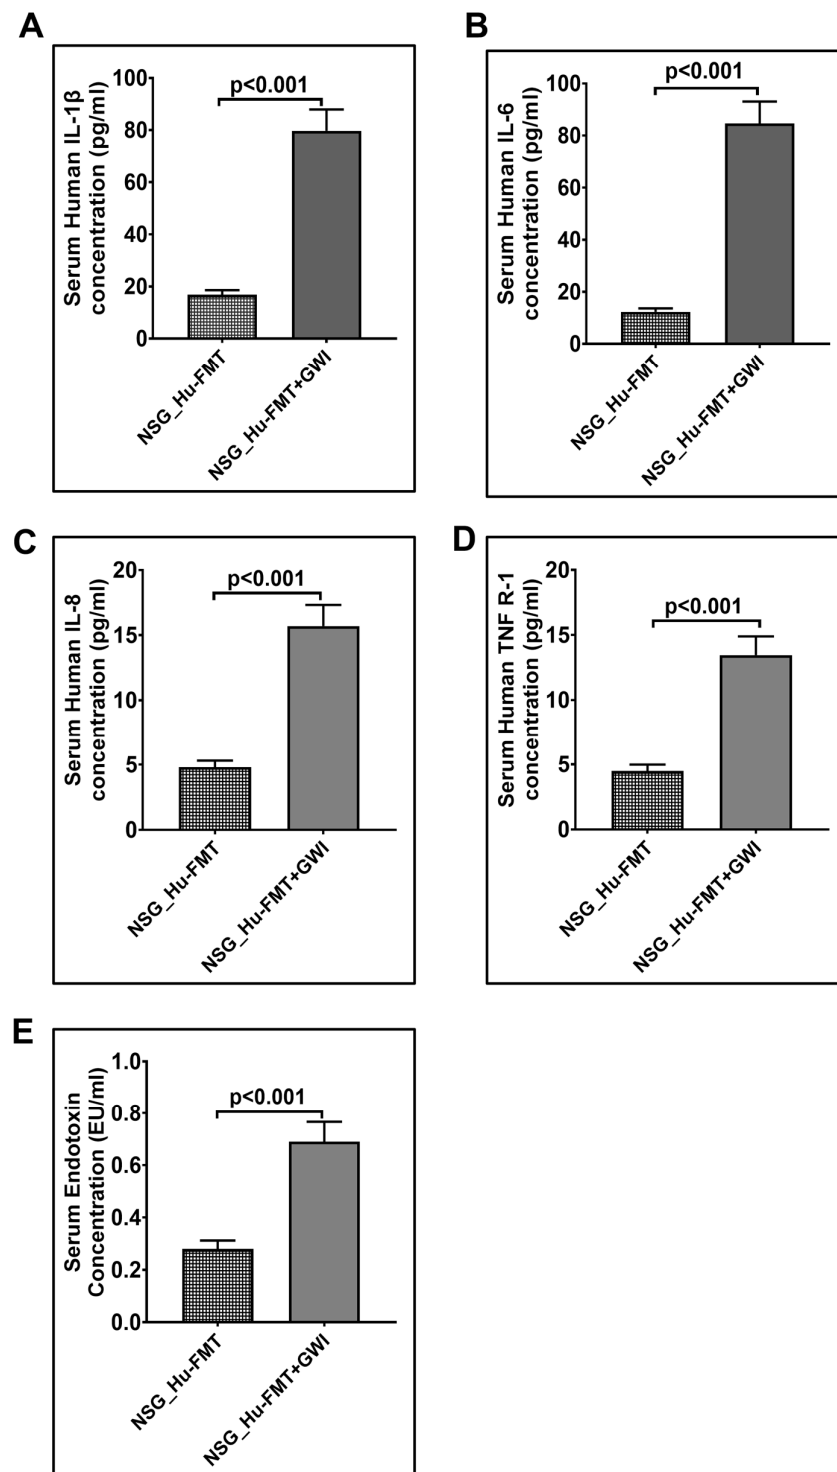 A
Serum Human IL-1β
concentration (pg/ml)
100
80
60
40
20
0
p<0.001
NSG_Hu-FMT
NSG_Hu-FMT+GWI
B
Serum Human IL-6
concentration (pg/ml)
100
80
60
40
20
0
p<0.001
NSG_Hu-FMT
NSG_Hu-FMT+GWI
C
Serum Human IL-8
concentration (pg/ml)
20
15
10
5
0
p<0.001
NSG_Hu-FMT
NSG_Hu-FMT+GWI
D
Serum Human TNF R-1
concentration (pg/ml)
20
15
10
5
0
p<0.001
NSG_Hu-FMT
NSG_Hu-FMT+GWI
E
Serum Endotoxin
Concentration (EU/ml)
1.0
0.8
0.6
0.4
0.2
0.0
p<0.001
NSG_Hu-FMT
NSG_Hu-FMT+GWI